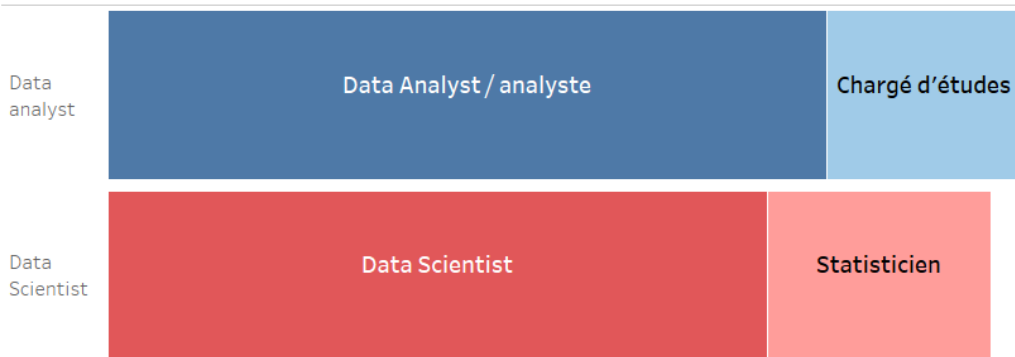 Data
analyst
Data Analyst / analyste
Chargé d'études
Data
Scientist
Data Scientist
Statisticien